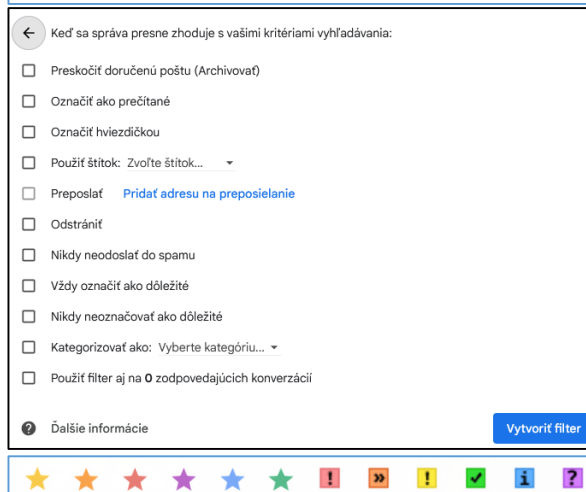 Keď sa správa presne zhoduje s vašimi kritériami vyhľadávania:
Preskočiť doručenú poštu (Archivovať)
Označiť ako prečítané
Označiť hviezdičkou
Použiť štítok: Zvoľte štítok...
Preposlať Pridať adresu na preposielanie
Odstrániť
Nikdy neodoslať do spamu
Vždy označiť ako dôležité
Nikdy neoznačovať ako dôležité
Kategorizovať ako: Vyberte kategóriu...
Použiť filter aj na 0 zodpovedajúcich konverzácií
? Ďalšie informácie Vytvoriť filter
! » ! ✓ i ?